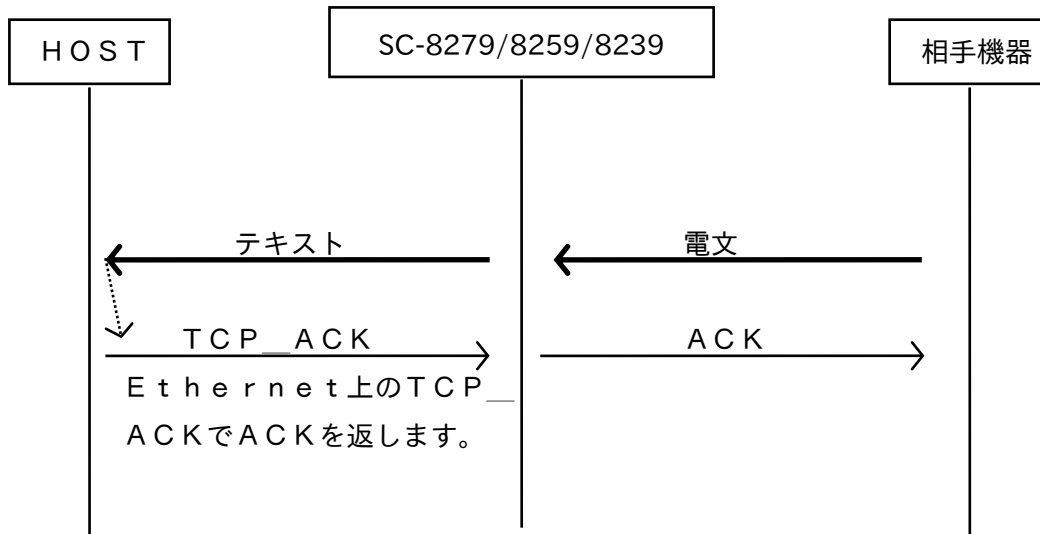 ＨＯＳＴ
SC-8279/8259/8239
相手機器
テキスト
電文
ＴＣＰ＿ＡＣＫ
ＡＣＫ
Ｅｔｈｅｒｎｅｔ上のＴＣＰ＿
ＡＣＫでＡＣＫを返します。